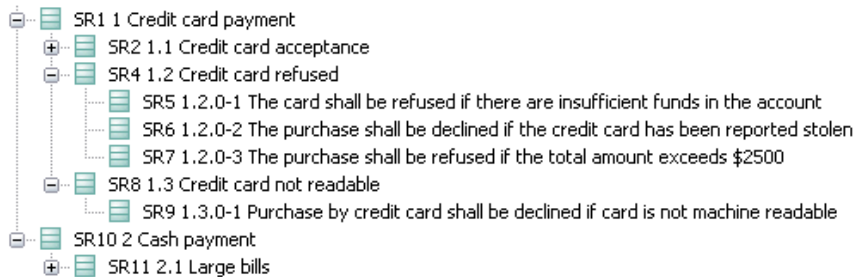 SR1 1 Credit card payment
SR2 1.1 Credit card acceptance
SR4 1.2 Credit card refused
SR5 1.2.0-1 The card shall be refused if there are insufficient funds in the account
SR6 1.2.0-2 The purchase shall be declined if the credit card has been reported stolen
SR7 1.2.0-3 The purchase shall be refused if the total amount exceeds $2500
SR8 1.3 Credit card not readable
SR9 1.3.0-1 Purchase by credit card shall be declined if card is not machine readable
SR10 2 Cash payment
SR11 2.1 Large bills